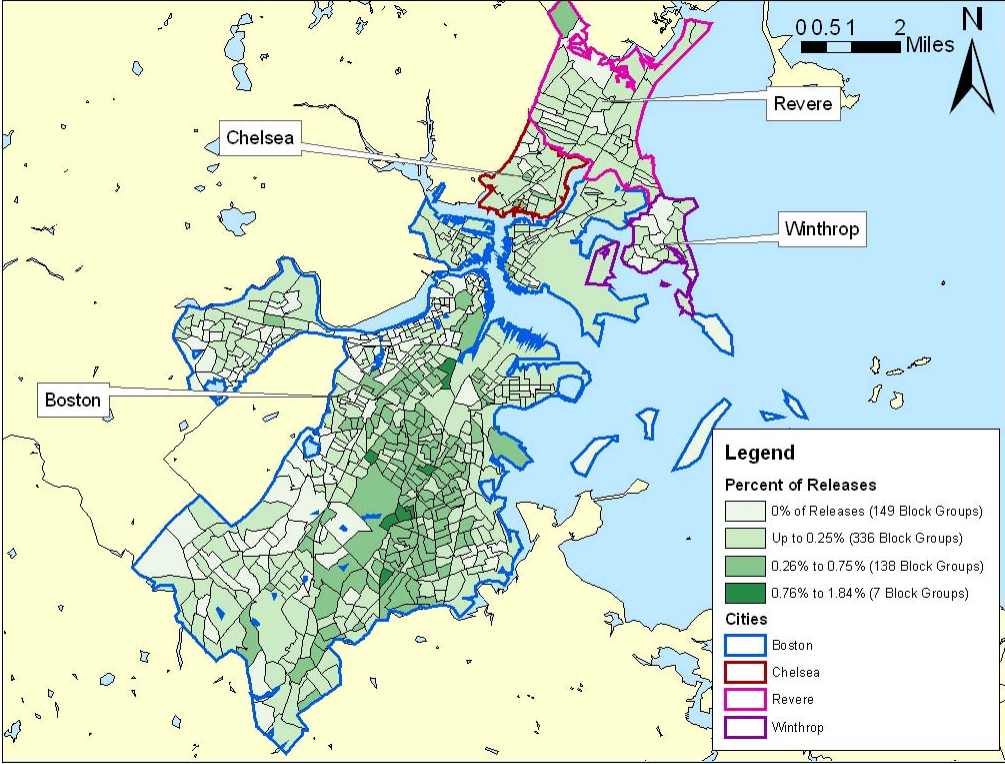 N
0 0.5 1 2
Miles
Revere
Chelsea
Winthrop
Boston
Legend
Percent of Releases
0% of Releases (149 Block Groups)
Up to 0.25% (336 Block Groups)
0.26% to 0.75% (138 Block Groups)
0.76% to 1.84% (7 Block Groups)
Cities
Boston
Chelsea
Revere
Winthrop